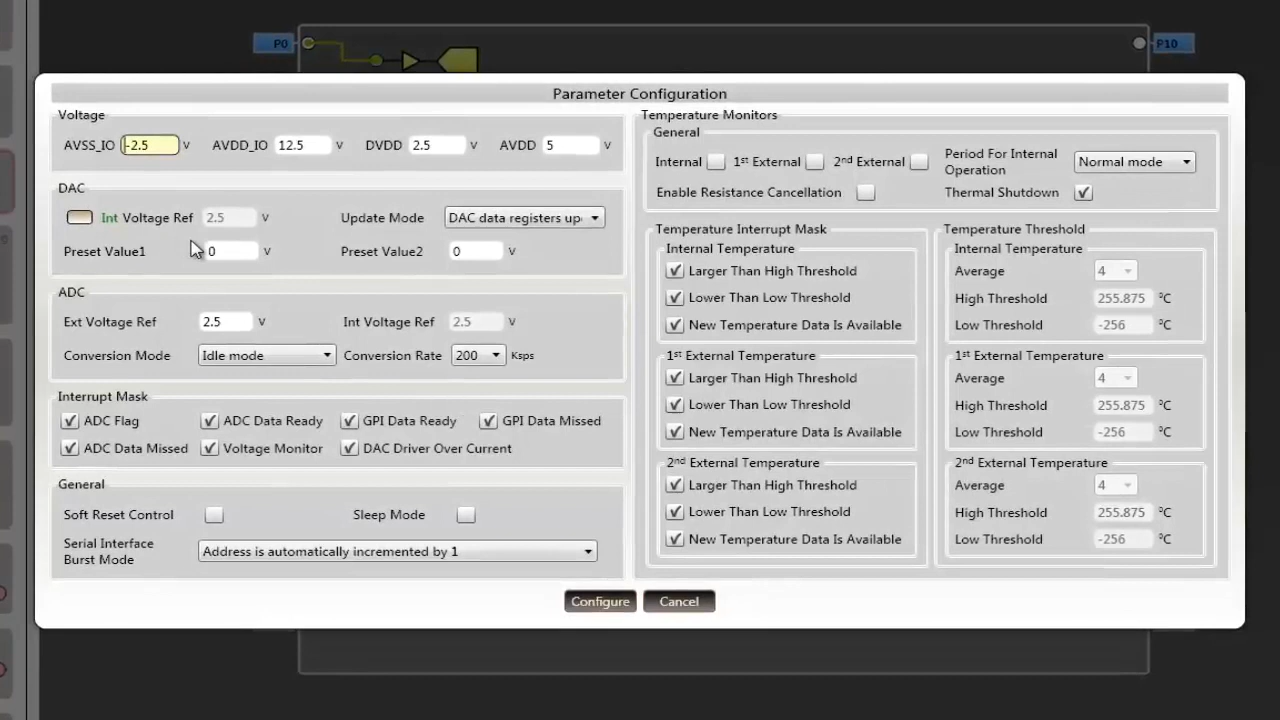 P0
P10
Parameter Configuration
Voltage
AVSS_IO -2.5 v AVDD_IO 12.5 v DVDD 2.5 v AVDD 5 v
DAC
Int Voltage Ref 2.5 v Update Mode DAC data registers up
Preset Value1 0 v Preset Value2 0 v
ADC
Ext Voltage Ref 2.5 v Int Voltage Ref 2.5 v
Conversion Mode Idle mode Conversion Rate 200 Ksps
Interrupt Mask
ADC Flag ADC Data Ready GPI Data Ready GPI Data Missed
ADC Data Missed Voltage Monitor DAC Driver Over Current
General
Soft Reset Control Sleep Mode
Serial Interface
Burst Mode
Address is automatically incremented by 1
Temperature Monitors
General
Internal 1st External 2nd External
Period For Internal
Operation
Normal mode
Enable Resistance Cancellation Thermal Shutdown
Temperature Interrupt Mask
Internal Temperature
Larger Than High Threshold
Lower Than Low Threshold
New Temperature Data Is Available
1st External Temperature
Larger Than High Threshold
Lower Than Low Threshold
New Temperature Data Is Available
2nd External Temperature
Larger Than High Threshold
Lower Than Low Threshold
New Temperature Data Is Available
Temperature Threshold
Internal Temperature
Average 4
High Threshold 255.875 °C
Low Threshold -256 °C
1st External Temperature
Average 4
High Threshold 255.875 °C
Low Threshold -256 °C
2nd External Temperature
Average 4
High Threshold 255.875 °C
Low Threshold -256 °C
Configure Cancel